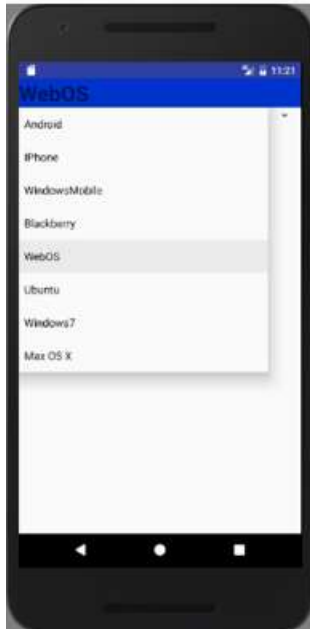 11:21
WebOS
Android
iPhone
WindowsMobile
Blackberry
WebOS
Ubuntu
Windows7
Max OS X